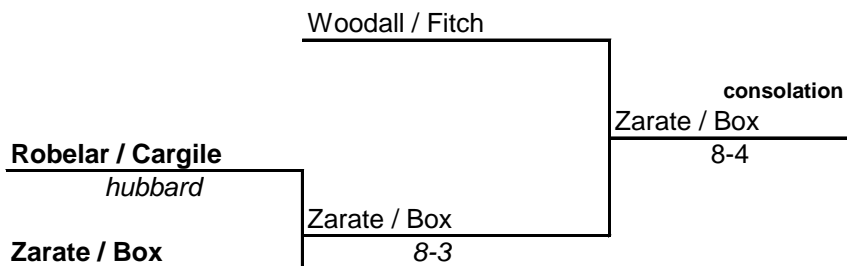 Woodall / Fitch
consolation
Zarate / Box
8-4
Robelar / Cargile
hubbard
Zarate / Box
8-3
Zarate / Box